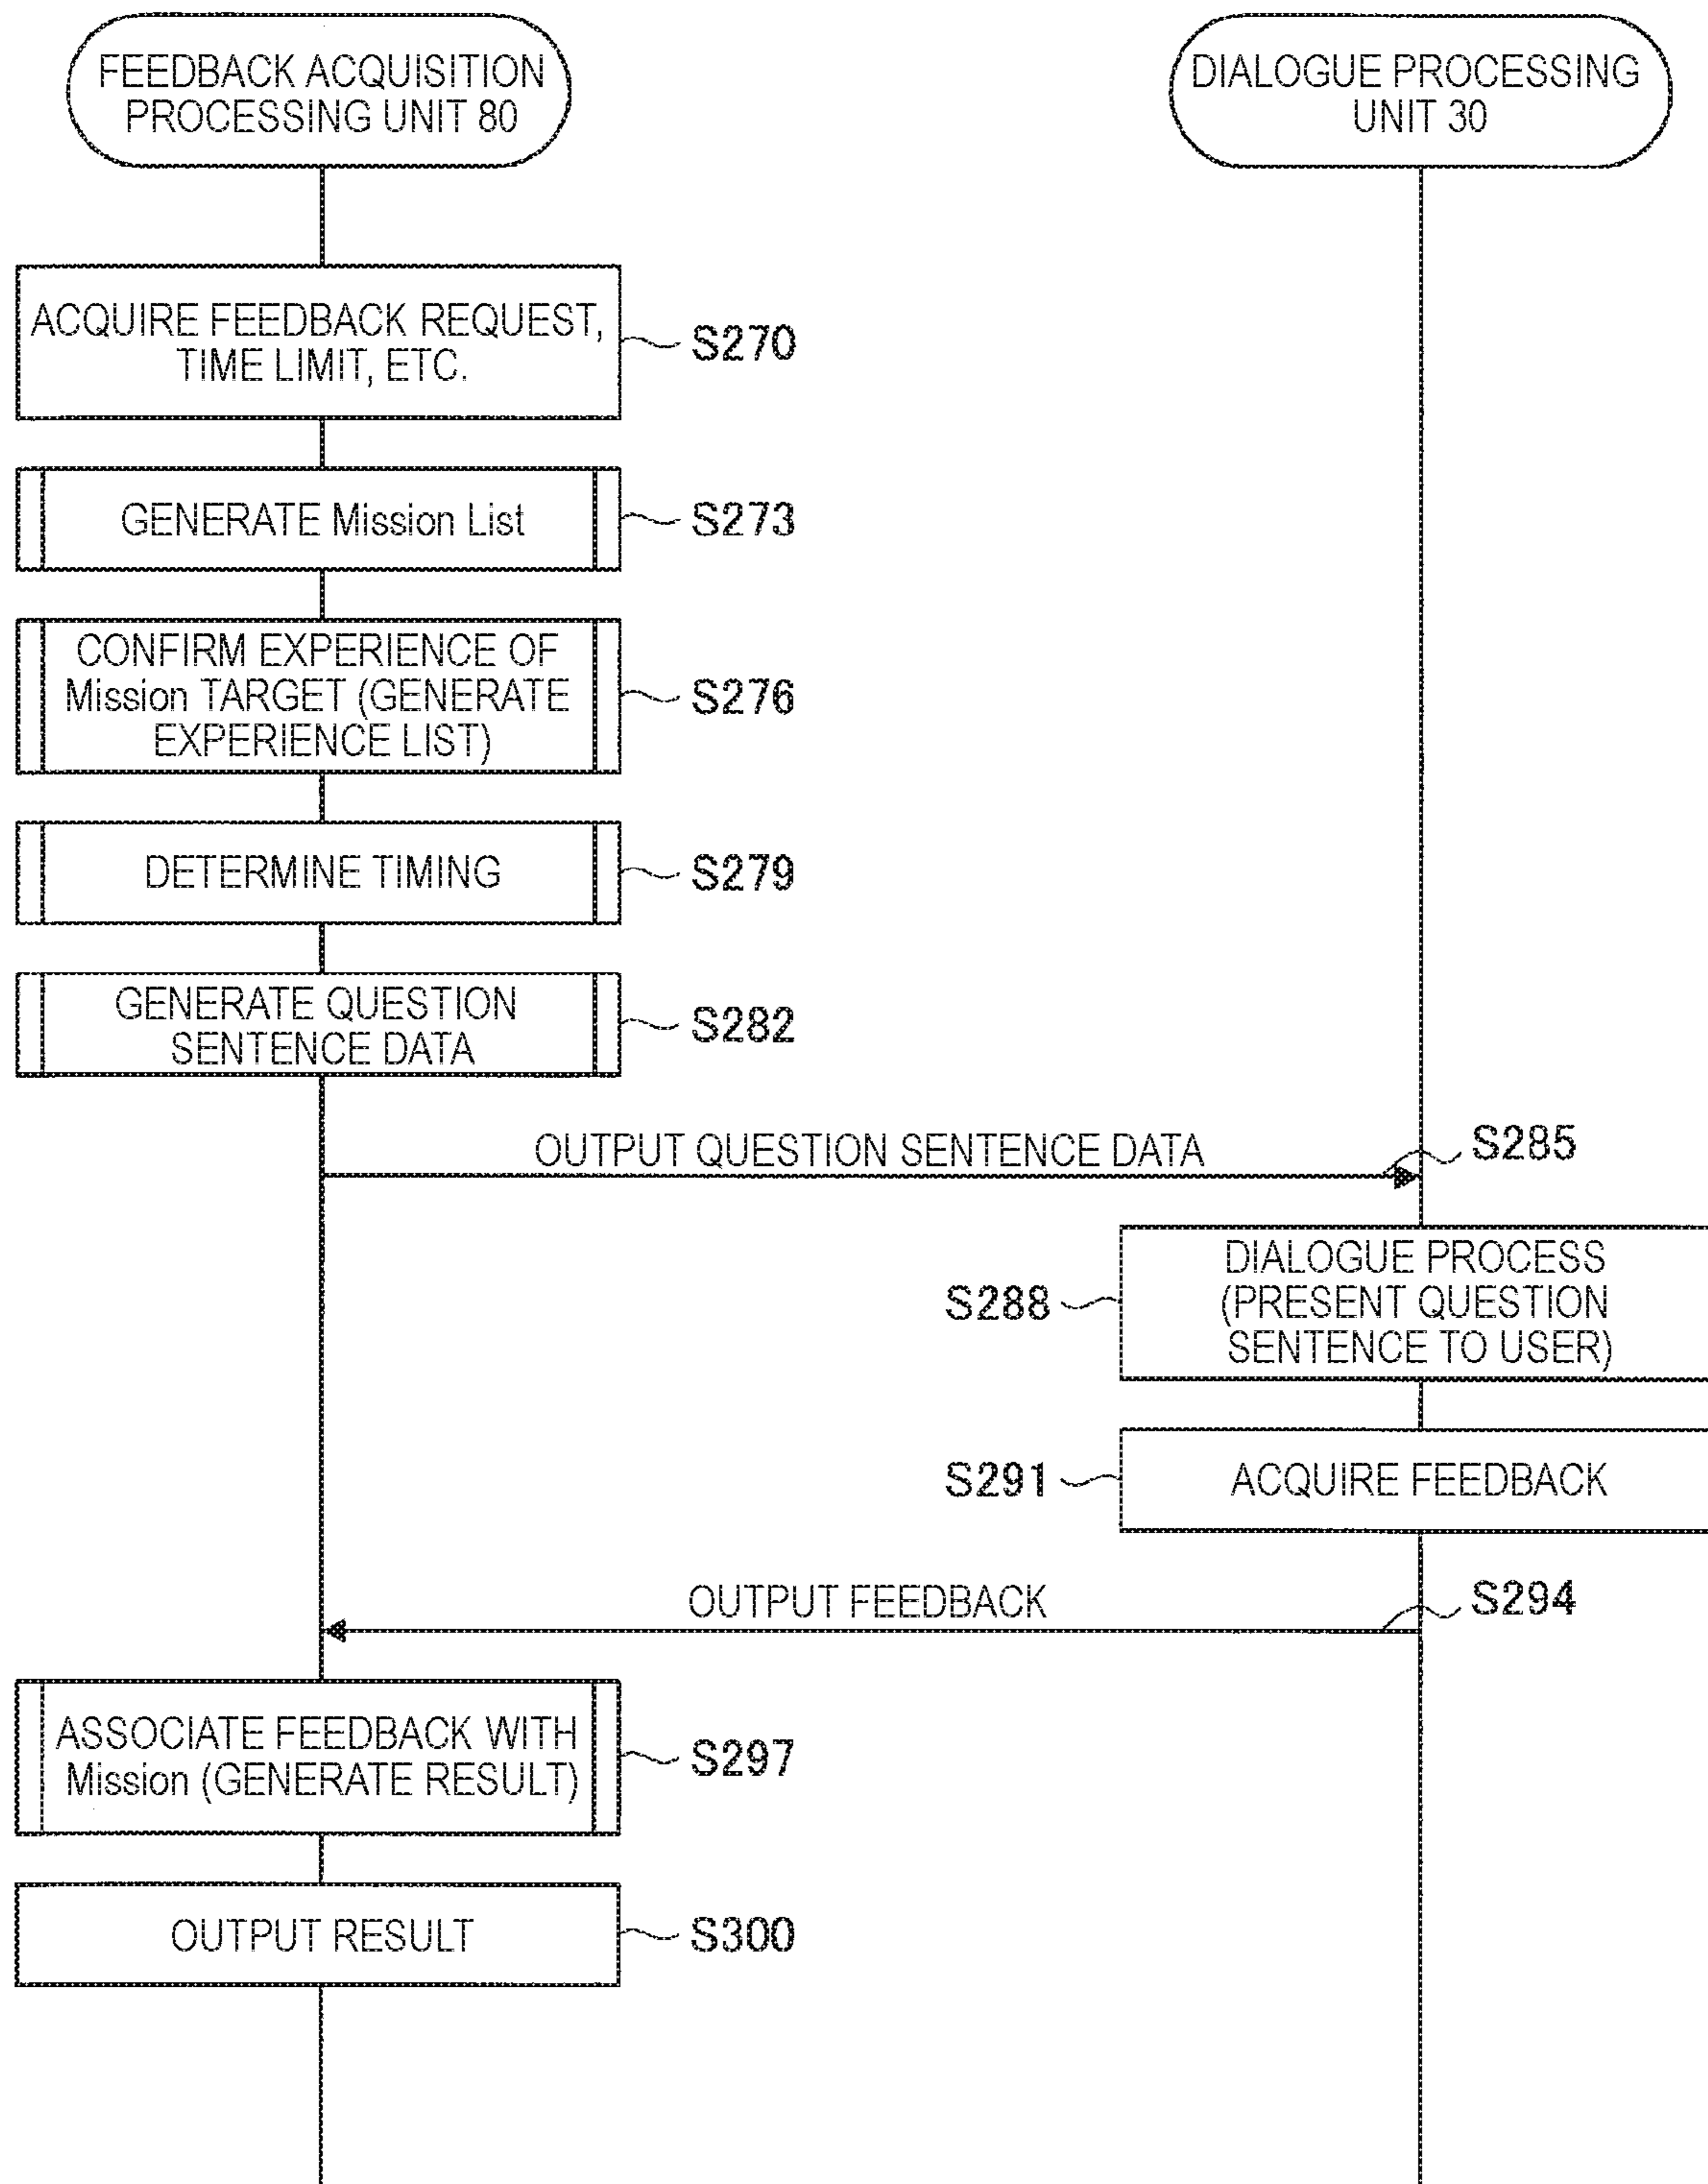 FEEDBACK ACQUISITION
PROCESSING UNIT 80
DIALOGUE PROCESSING
UNIT 30
ACQUIRE FEEDBACK REQUEST,
TIME LIMIT, ETC.
S270
GENERATE Mission List
S273
CONFIRM EXPERIENCE OF
Mission TARGET (GENERATE
EXPERIENCE LIST)
S276
DETERMINE TIMING
S279
GENERATE QUESTION
SENTENCE DATA
S282
OUTPUT QUESTION SENTENCE DATA
S285
DIALOGUE PROCESS
(PRESENT QUESTION
SENTENCE TO USER)
S288
ACQUIRE FEEDBACK
S291
OUTPUT FEEDBACK
S294
ASSOCIATE FEEDBACK WITH
Mission (GENERATE RESULT)
S297
OUTPUT RESULT
S300